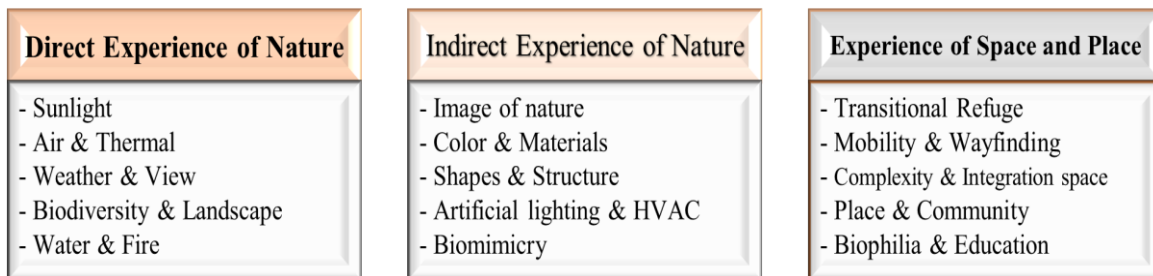 Direct Experience of Nature
- Sunlight
- Air & Thermal
- Weather & View
- Biodiversity & Landscape
- Water & Fire
Indirect Experience of Nature
- Image of nature
- Color & Materials
- Shapes & Structure
- Artificial lighting & HVAC
- Biomimicry
Experience of Space and Place
- Transitional Refuge
- Mobility & Wayfinding
- Complexity & Integration space
- Place & Community
- Biophilia & Education